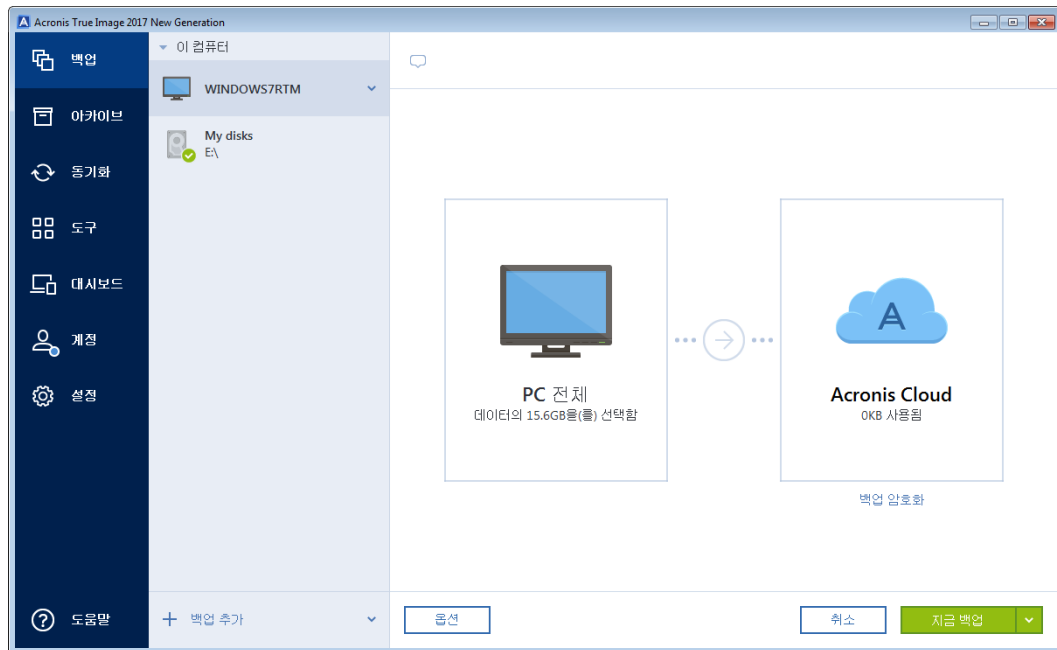 Acronis True Image 2017 New Generation
백업
아카이브
동기화
도구
대시보드
계정
설정
도움말
이 컴퓨터
WINDOWS7RTM
My disks
E:\
백업 추가
PC 전체
데이터의 15.6GB을(를) 선택함
Acronis Cloud
0KB 사용됨
백업 암호화
옵션
취소
지금 백업